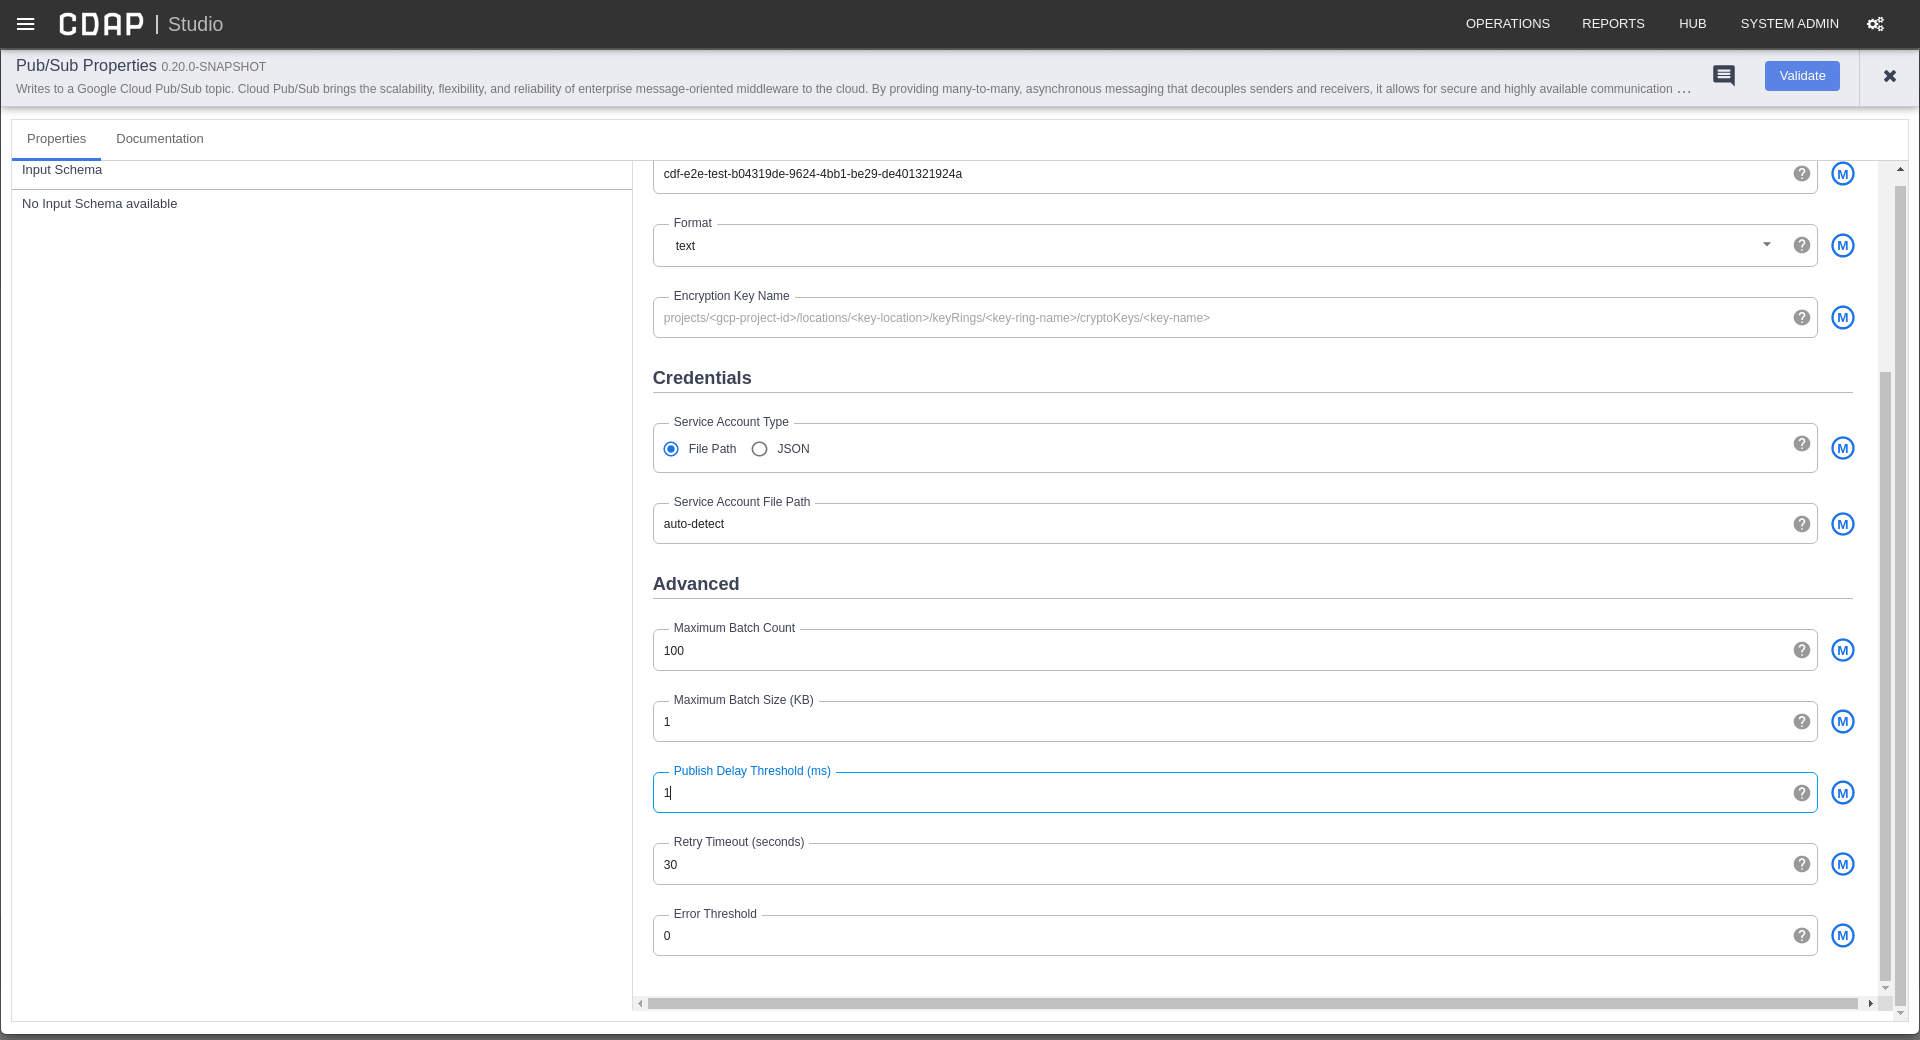 CDAP | Studio
OPERATIONS
REPORTS
HUB
SYSTEM ADMIN
Pub/Sub Properties 0.20.0-SNAPSHOT
Writes to a Google Cloud Pub/Sub topic. Cloud Pub/Sub brings the scalability, flexibility, and reliability of enterprise message-oriented middleware to the cloud. By providing many-to-many, asynchronous messaging that decouples senders and receivers, it allows for secure and highly available communication ...
Validate
Properties
Documentation
Input Schema
No Input Schema available
cdf-e2e-test-b04319de-9624-4bb1-be29-de401321924a
M
Format
text
M
Encryption Key Name
projects/<gcp-project-id>/locations/<key-location>/keyRings/<key-ring-name>/cryptoKeys/<key-name>
M
Credentials
Service Account Type
File Path
JSON
M
Service Account File Path
auto-detect
M
Advanced
Maximum Batch Count
100
M
Maximum Batch Size (KB)
1
M
Publish Delay Threshold (ms)
1
M
Retry Timeout (seconds)
30
M
Error Threshold
0
M